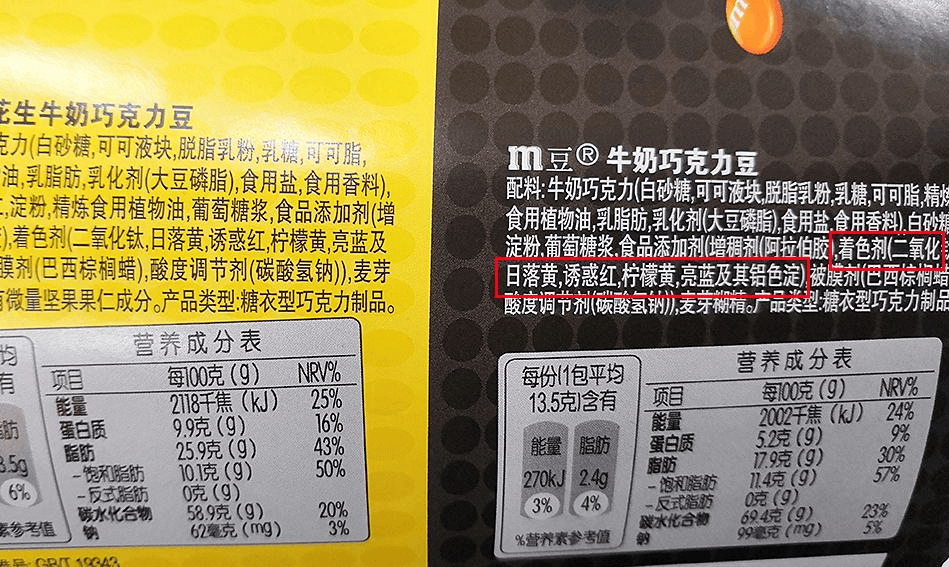 花生牛奶巧克力豆
克力(白砂糖,可可液块,脱脂乳粉,乳糖,可可脂,
油,乳脂肪,乳化剂(大豆磷脂),食用盐,食用香料),
,淀粉,精炼食用植物油,葡萄糖浆,食品添加剂(增
),着色剂(二氧化钛,日落黄,诱惑红,柠檬黄,亮蓝及
膜剂(巴西棕榈蜡),酸度调节剂(碳酸氢钠)),麦芽
有微量坚果果仁成分。产品类型:糖衣型巧克力制品。
营养成分表
项目 每100克(g) NRV%
能量 2118千焦(kJ) 25%
蛋白质 9.9克(g) 16%
脂肪 25.9克(g) 43%
-饱和脂肪 10.1克(g) 50%
-反式脂肪 0克(g)
碳水化合物 58.9克(g) 20%
钠 62毫克(mg) 3%
均
有
脂肪
3.5g
6%
素参考值
GB/T 19343
m
m豆® 牛奶巧克力豆
配料:牛奶巧克力(白砂糖,可可液块,脱脂乳粉,乳糖,可可脂,精炼
食用植物油,乳脂肪,乳化剂(大豆磷脂),食用盐,食用香料),白砂糖
淀粉,葡萄糖浆,食品添加剂(增稠剂(阿拉伯胶),着色剂(二氧化
日落黄,诱惑红,柠檬黄,亮蓝及其铝色淀),被膜剂(巴西棕榈蜡
酸度调节剂(碳酸氢钠)),麦芽糊精。产品类型:糖衣型巧克力制品
每份(1包平均
13.5克)含有
能量 脂肪
270kJ 2.4g
3% 4%
%营养素参考值
营养成分表
项目 每100克(g) NRV%
能量 2002千焦(kJ) 24%
蛋白质 5.2克(g) 9%
脂肪 17.9克(g) 30%
-饱和脂肪 11.4克(g) 57%
-反式脂肪 0克(g)
碳水化合物 69.4克(g) 23%
钠 99毫克(mg) 5%